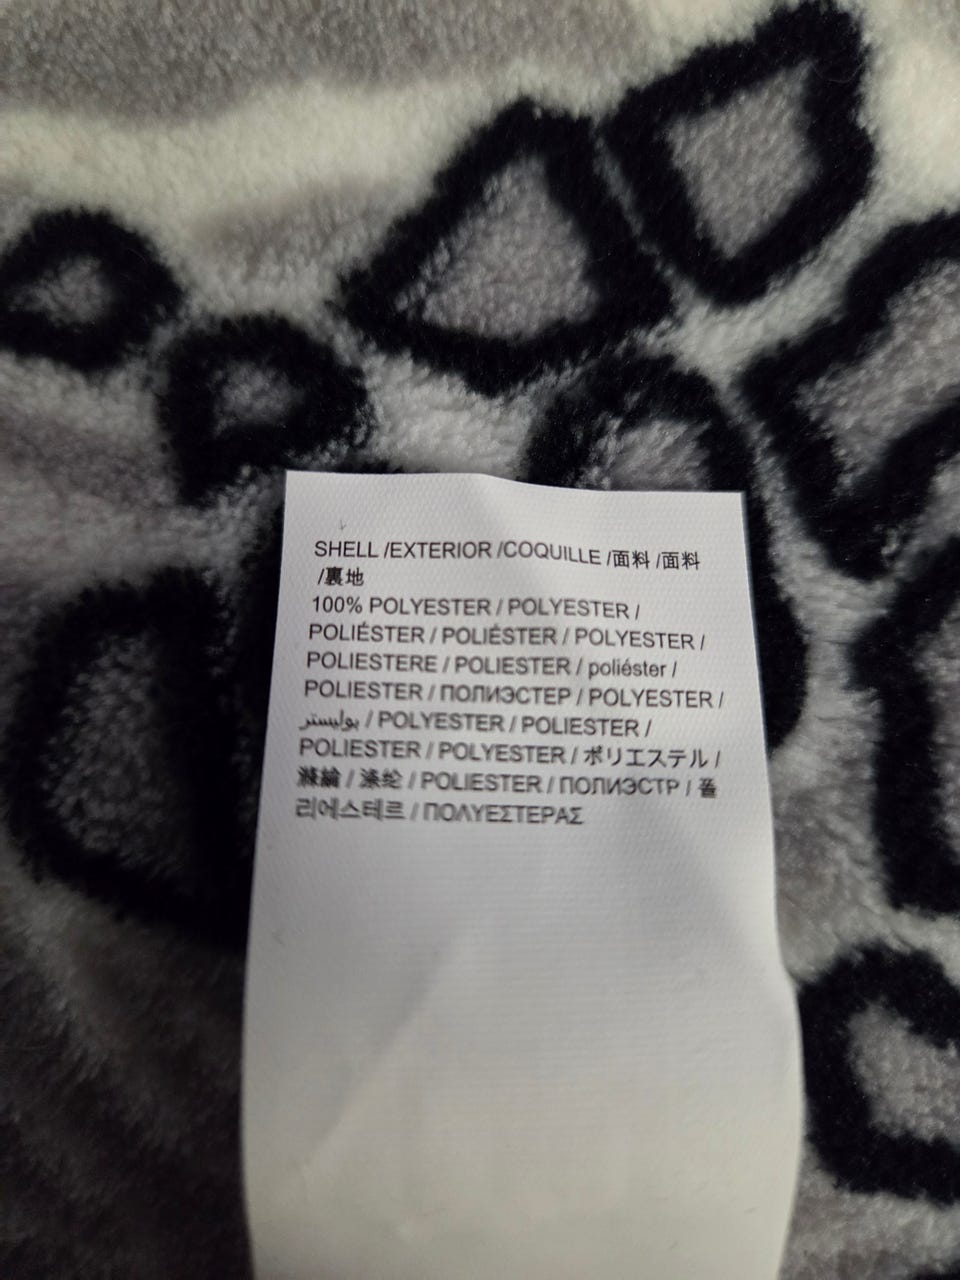 SHELL /EXTERIOR /COQUILLE /面料 /面料
/裏地
100% POLYESTER / POLYESTER /
POLIÉSTER / POLIÉSTER / POLYESTER /
POLIESTERE / POLIESTER / poliéster /
POLIESTER / ПОЛИЭСТЕР / POLYESTER /
بوليستر / POLYESTER / POLIESTER /
POLIESTER / POLYESTER / ポリエステル /
滌綸 / 涤纶 / POLIESTER / ПОЛИЭСТР / 폴
리에스테르 / ΠΟΛΥΕΣΤΕΡΑΣ